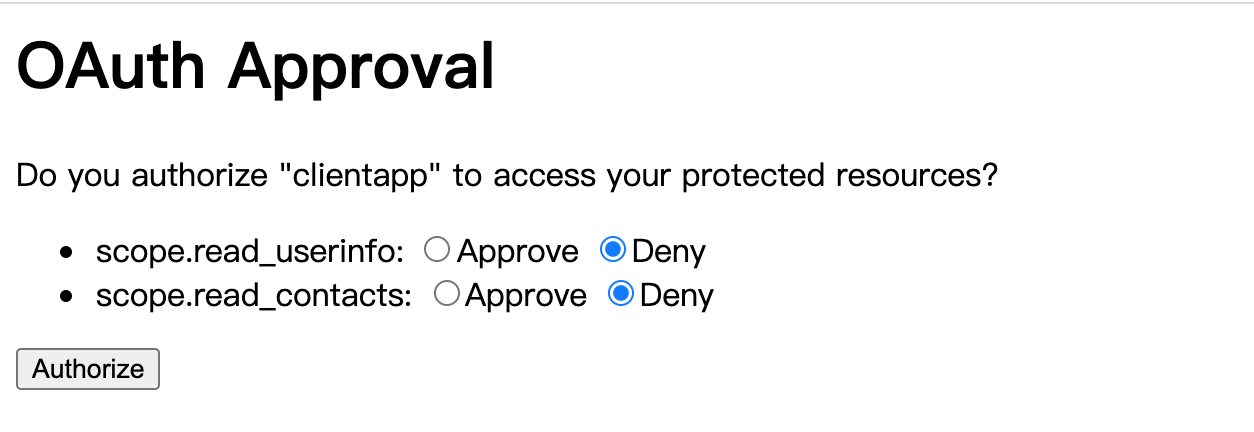 OAuth Approval
Do you authorize "clientapp" to access your protected resources?
scope.read_userinfo: Approve Deny
scope.read_contacts: Approve Deny
Authorize